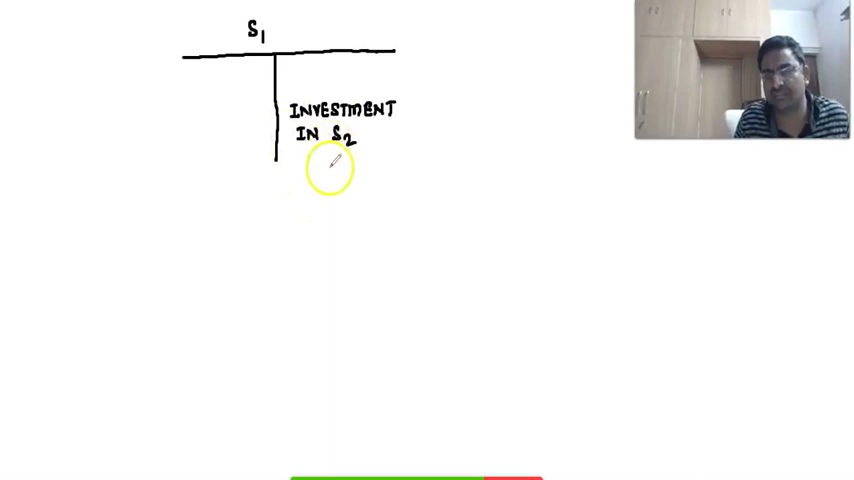 S1
INVESTMENT
IN S2